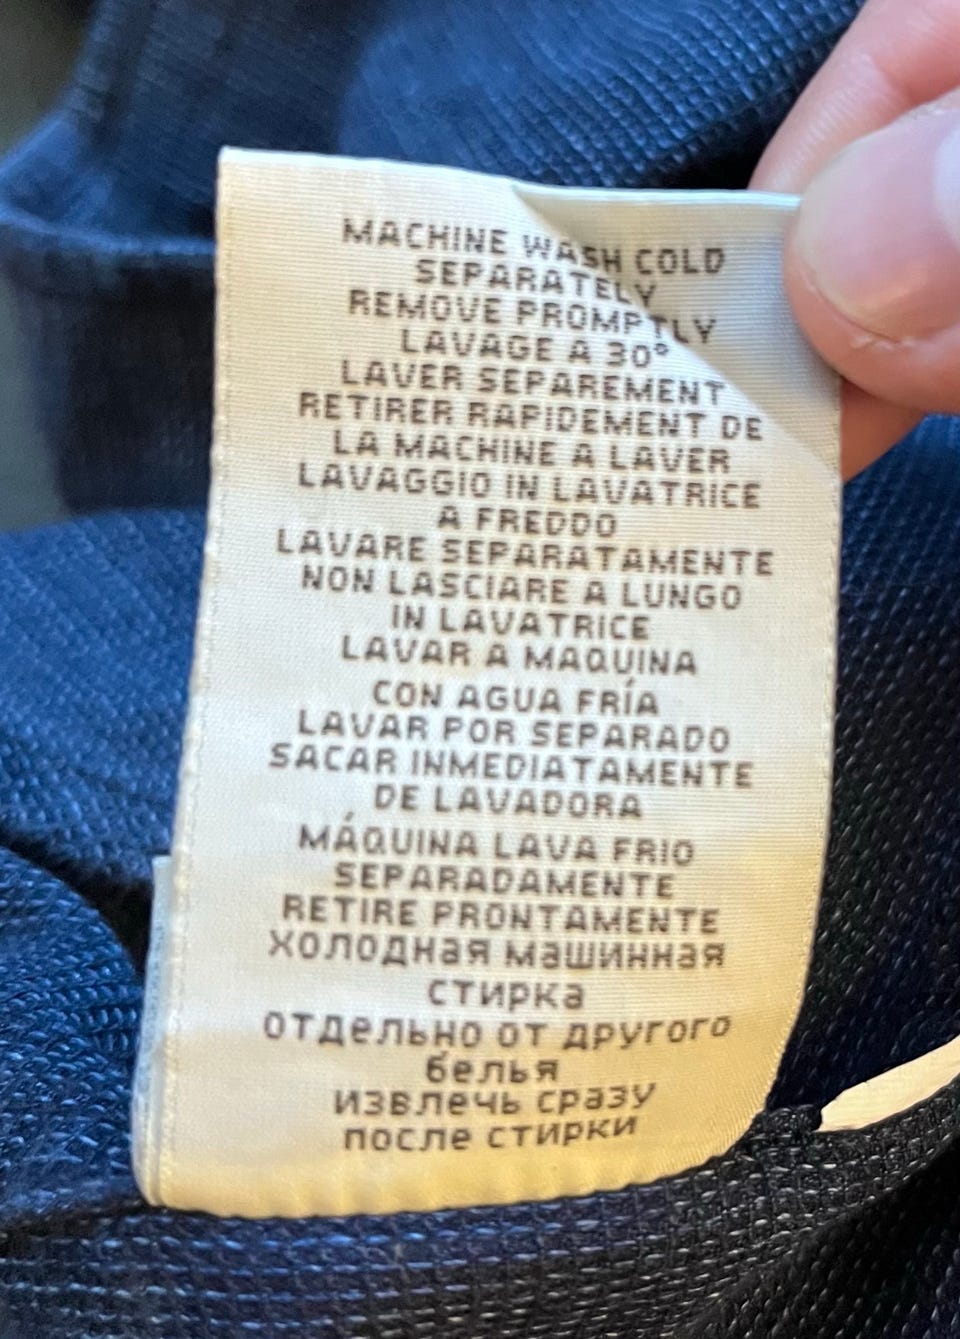 MACHINE WASH COLD
SEPARATELY
REMOVE PROMPTLY
LAVAGE A 30°
LAVER SEPAREMENT
RETIRER RAPIDEMENT DE
LA MACHINE A LAVER
LAVAGGIO IN LAVATRICE
A FREDDO
LAVARE SEPARATAMENTE
NON LASCIARE A LUNGO
IN LAVATRICE
LAVAR A MAQUINA
CON AGUA FRÍA
LAVAR POR SEPARADO
SACAR INMEDIATAMENTE
DE LAVADORA
MÁQUINA LAVA FRIO
SEPARADAMENTE
RETIRE PRONTAMENTE
холодная машинная
стирка
отдельно от другого
белья
извлечь сразу
после стирки